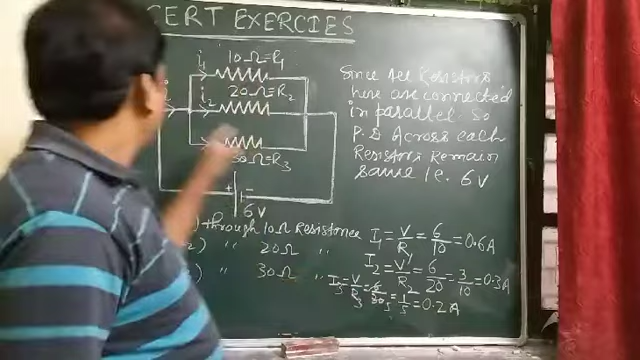 CERT EXERCIES
10Ω=R1
i1
20Ω=R2
i
i2
30Ω=R3
+ -
6V
Since all Resistors
here are connected
in parallel. So
P.D Across each
Resistors Remain
same i.e. 6V
) through 10Ω Resistance I1=V/R1=6/10=0.6A
2) " 20Ω " I2=V/R2=6/20=3/10=0.3A
) " 30Ω " I3=V/R3=6/30=1/5=0.2A